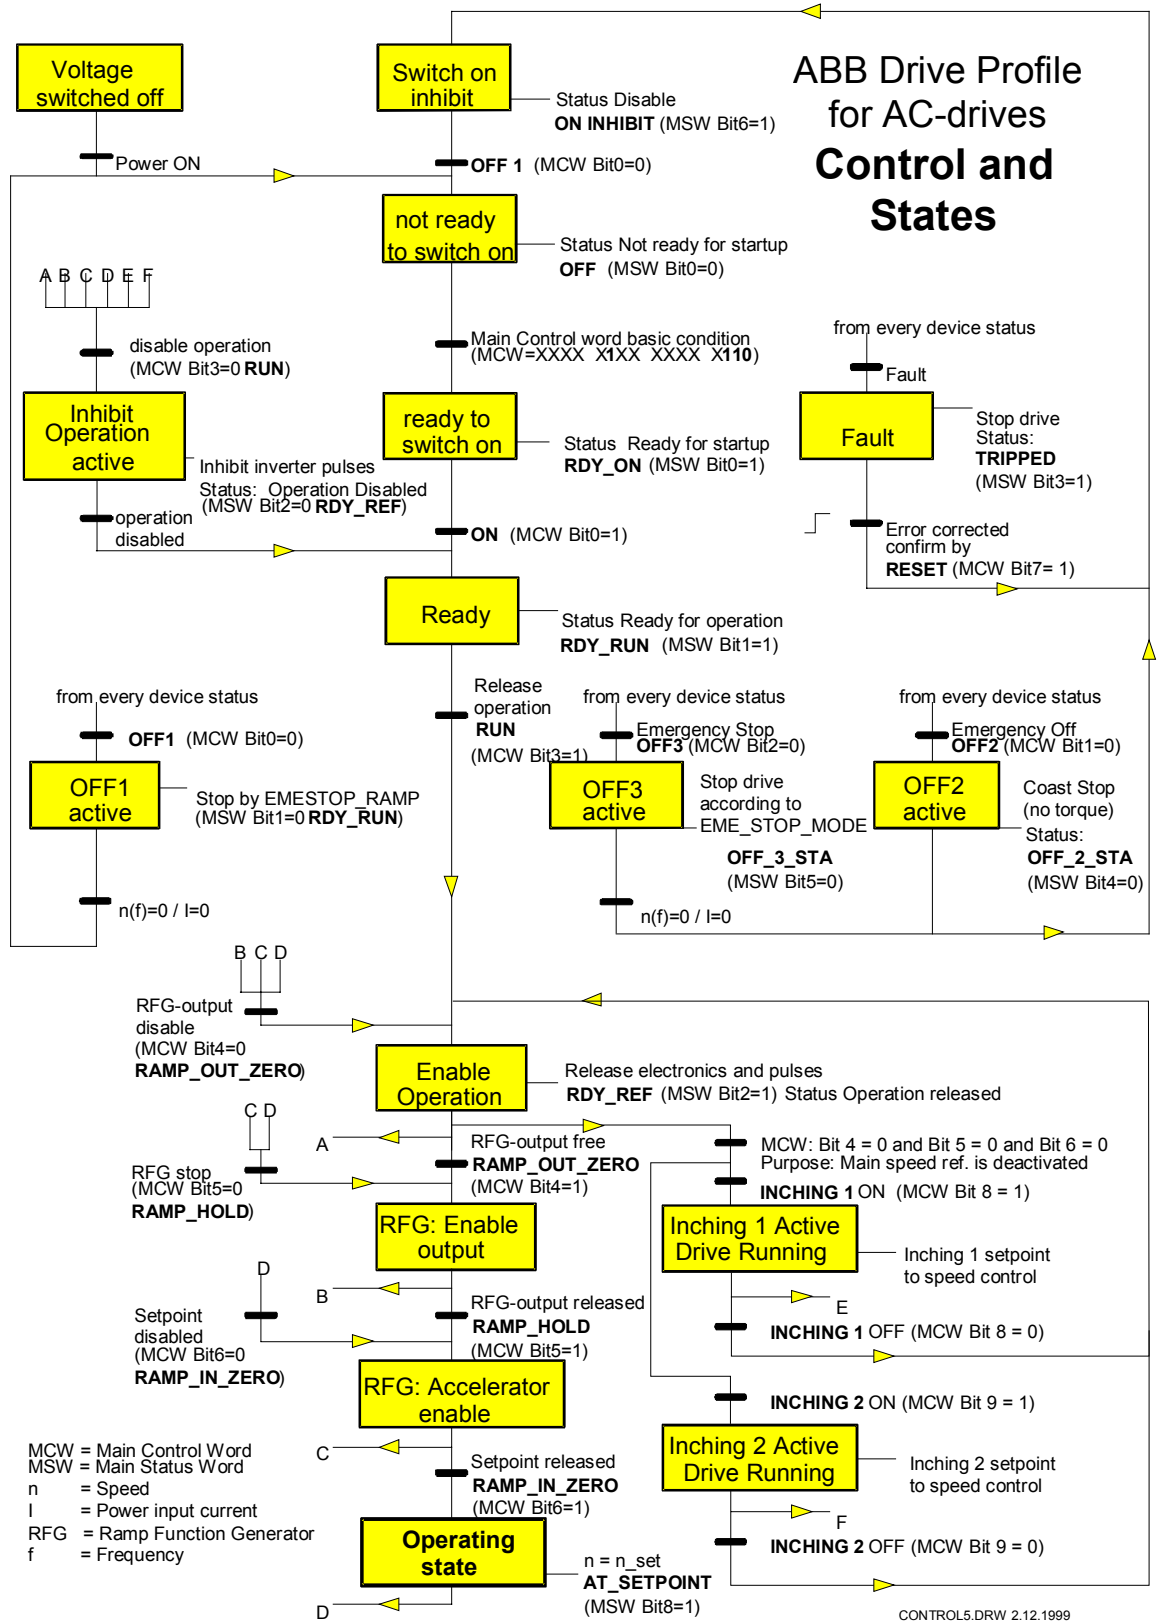 ABB Drive Profile
for AC-drives
Control and
States
Voltage
switched off
Power ON
Switch on
inhibit
Status Disable
ON INHIBIT (MSW Bit6=1)
OFF 1 (MCW Bit0=0)
not ready
to switch on
Status Not ready for startup
OFF (MSW Bit0=0)
A B C D E F
disable operation
(MCW Bit3=0 RUN)
Main Control word basic condition
(MCW=XXXX X1XX XXXX X110)
from every device status
Fault
Inhibit
Operation
active
Inhibit inverter pulses
Status: Operation Disabled
(MSW Bit2=0 RDY_REF)
operation
disabled
ready to
switch on
Status Ready for startup
RDY_ON (MSW Bit0=1)
ON (MCW Bit0=1)
Fault
Stop drive
Status:
TRIPPED
(MSW Bit3=1)
Error corrected
confirm by
RESET (MCW Bit7= 1)
Ready
Status Ready for operation
RDY_RUN (MSW Bit1=1)
from every device status
OFF1 (MCW Bit0=0)
OFF1
active
Stop by EMESTOP_RAMP
(MSW Bit1=0 RDY_RUN)
n(f)=0 / I=0
Release
operation
RUN
(MCW Bit3=1)
from every device status
Emergency Stop
OFF3 (MCW Bit2=0)
OFF3
active
Stop drive
according to
EME_STOP_MODE
OFF_3_STA
(MSW Bit5=0)
n(f)=0 / I=0
from every device status
Emergency Off
OFF2 (MCW Bit1=0)
OFF2
active
Coast Stop
(no torque)
Status:
OFF_2_STA
(MSW Bit4=0)
B C D
RFG-output
disable
(MCW Bit4=0
RAMP_OUT_ZERO)
Enable
Operation
Release electronics and pulses
RDY_REF (MSW Bit2=1) Status Operation released
C D
A
RFG stop
(MCW Bit5=0
RAMP_HOLD)
RFG-output free
RAMP_OUT_ZERO
(MCW Bit4=1)
MCW: Bit 4 = 0 and Bit 5 = 0 and Bit 6 = 0
Purpose: Main speed ref. is deactivated
INCHING 1 ON (MCW Bit 8 = 1)
RFG: Enable
output
Inching 1 Active
Drive Running
Inching 1 setpoint
to speed control
D
B
E
Setpoint
disabled
(MCW Bit6=0
RAMP_IN_ZERO)
RFG-output released
RAMP_HOLD
(MCW Bit5=1)
INCHING 1 OFF (MCW Bit 8 = 0)
RFG: Accelerator
enable
INCHING 2 ON (MCW Bit 9 = 1)
C
Setpoint released
RAMP_IN_ZERO
(MCW Bit6=1)
Inching 2 Active
Drive Running
Inching 2 setpoint
to speed control
F
INCHING 2 OFF (MCW Bit 9 = 0)
MCW = Main Control Word
MSW = Main Status Word
n = Speed
I = Power input current
RFG = Ramp Function Generator
f = Frequency
Operating
state
n = n_set
AT_SETPOINT
(MSW Bit8=1)
D
CONTROL5.DRW 2.12.1999